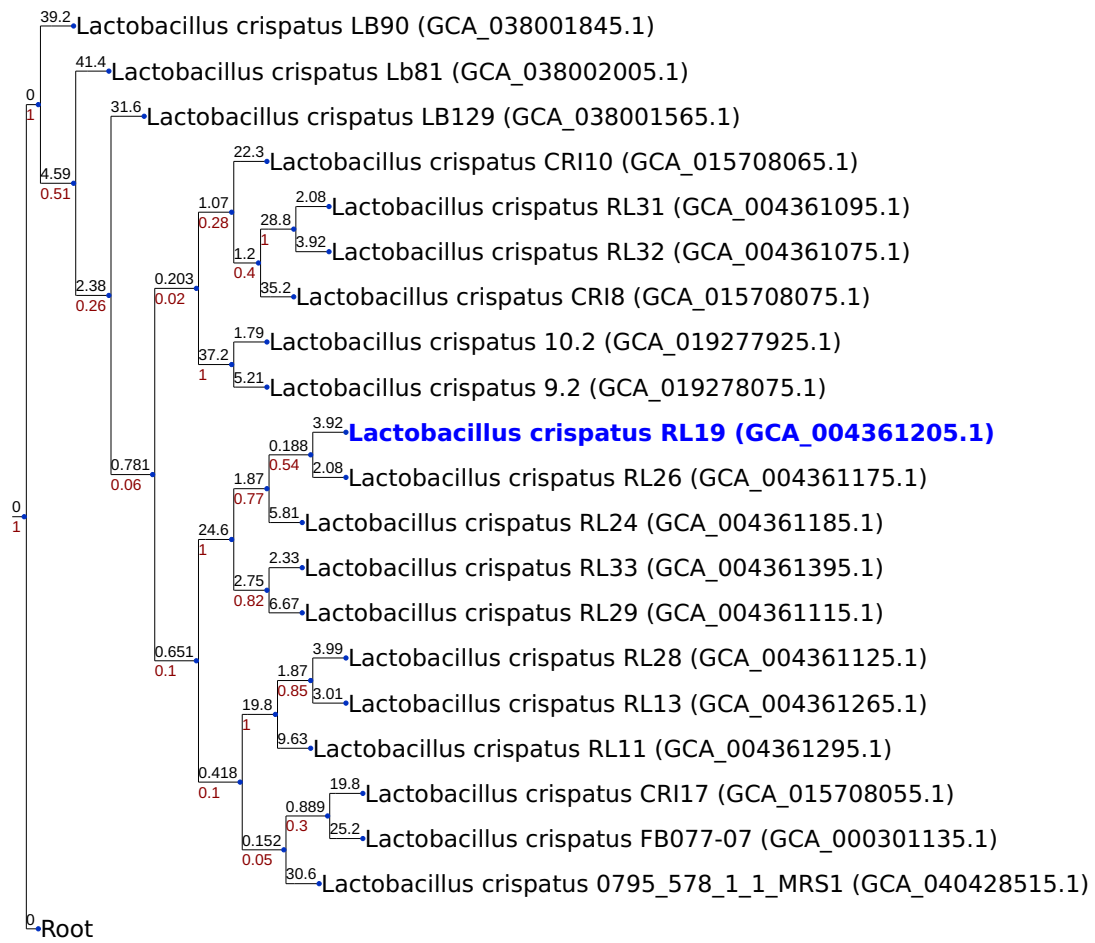 39.2 Lactobacillus crispatus LB90 (GCA_038001845.1)
41.4 Lactobacillus crispatus Lb81 (GCA_038002005.1)
0
1
31.6 Lactobacillus crispatus LB129 (GCA_038001565.1)
22.3 Lactobacillus crispatus CRI10 (GCA_015708065.1)
4.59
0.51
2.08 Lactobacillus crispatus RL31 (GCA_004361095.1)
1.07
0.28
28.8
1
3.92 Lactobacillus crispatus RL32 (GCA_004361075.1)
1.2
0.4
2.38
0.26
0.203
0.02
35.2 Lactobacillus crispatus CRI8 (GCA_015708075.1)
1.79 Lactobacillus crispatus 10.2 (GCA_019277925.1)
37.2
1
5.21 Lactobacillus crispatus 9.2 (GCA_019278075.1)
3.92 Lactobacillus crispatus RL19 (GCA_004361205.1)
0.188
0.54
0.781
0.06
2.08 Lactobacillus crispatus RL26 (GCA_004361175.1)
1.87
0.77
0
1
5.81 Lactobacillus crispatus RL24 (GCA_004361185.1)
24.6
1
2.33 Lactobacillus crispatus RL33 (GCA_004361395.1)
2.75
0.82
6.67 Lactobacillus crispatus RL29 (GCA_004361115.1)
0.651
0.1
3.99 Lactobacillus crispatus RL28 (GCA_004361125.1)
1.87
0.85
3.01 Lactobacillus crispatus RL13 (GCA_004361265.1)
19.8
1
9.63 Lactobacillus crispatus RL11 (GCA_004361295.1)
0.418
0.1
19.8 Lactobacillus crispatus CRI17 (GCA_015708055.1)
0.889
0.3
25.2 Lactobacillus crispatus FB077-07 (GCA_000301135.1)
0.152
0.05
30.6 Lactobacillus crispatus 0795_578_1_1_MRS1 (GCA_040428515.1)
0 Root